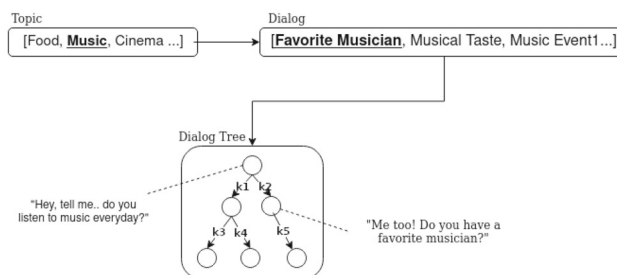 Topic
[Food, Music, Cinema ...]
Dialog
[Favorite Musician, Musical Taste, Music Event1...]
Dialog Tree
k1
k2
k3
k4
k5
"Hey, tell me.. do you
listen to music everyday?"
"Me too! Do you have a
favorite musician?"